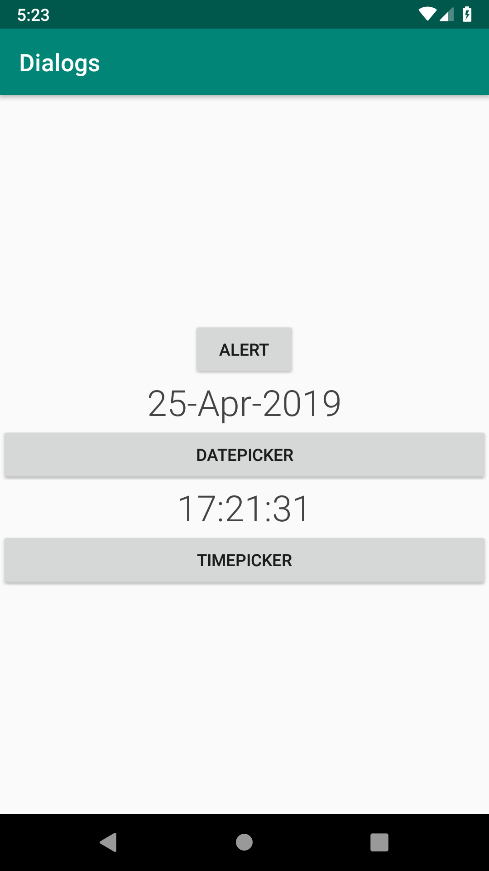 5:23
Dialogs
ALERT
25-Apr-2019
DATEPICKER
17:21:31
TIMEPICKER